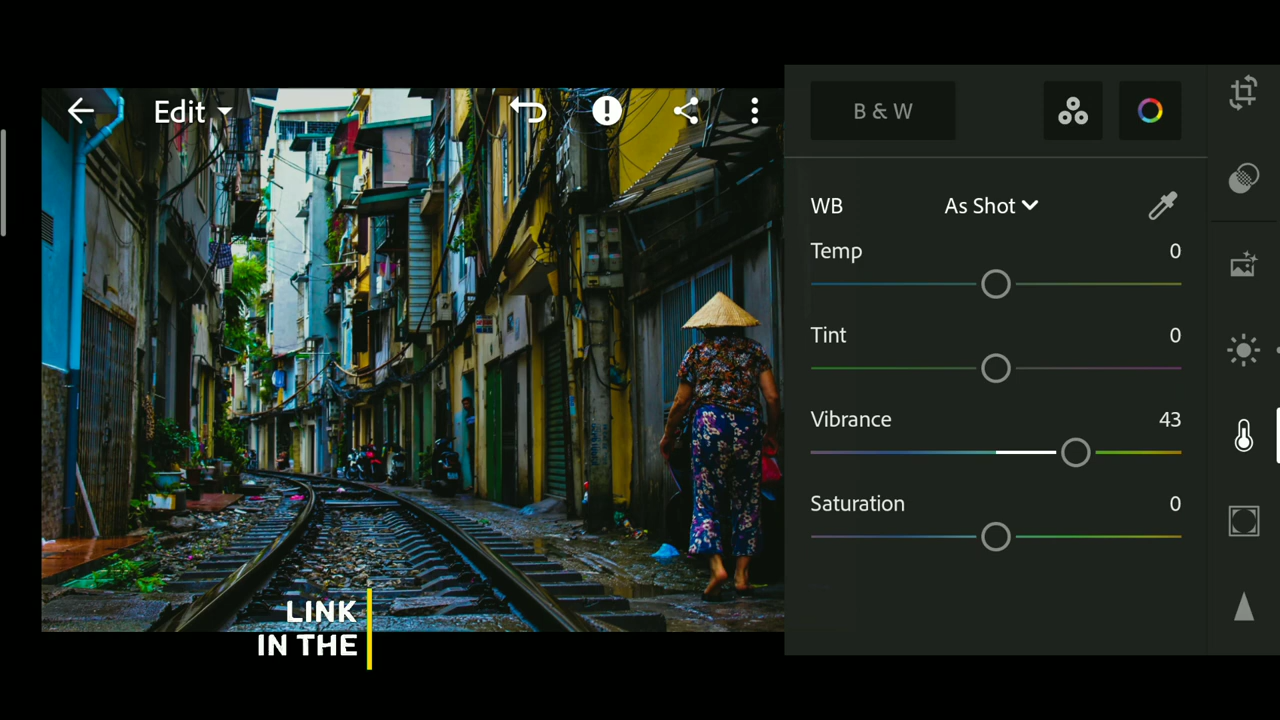 Edit
B & W
WB As Shot
Temp 0
Tint 0
Vibrance 43
Saturation 0
LINK
IN THE